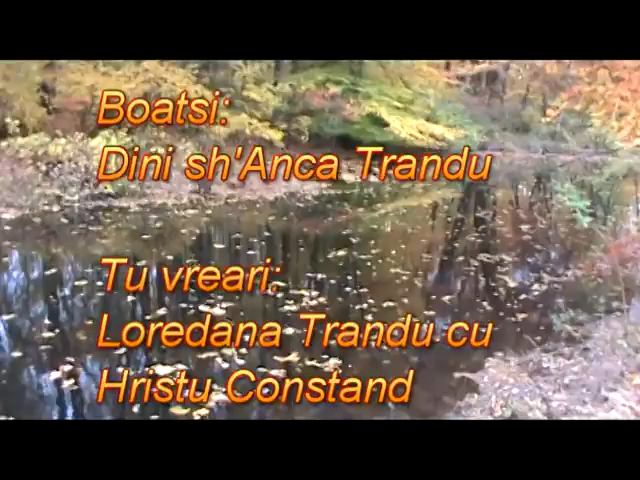 Boatsi:
Dini sh'Anca Trandu
Tu vreari:
Loredana Trandu cu
Hristu Constand